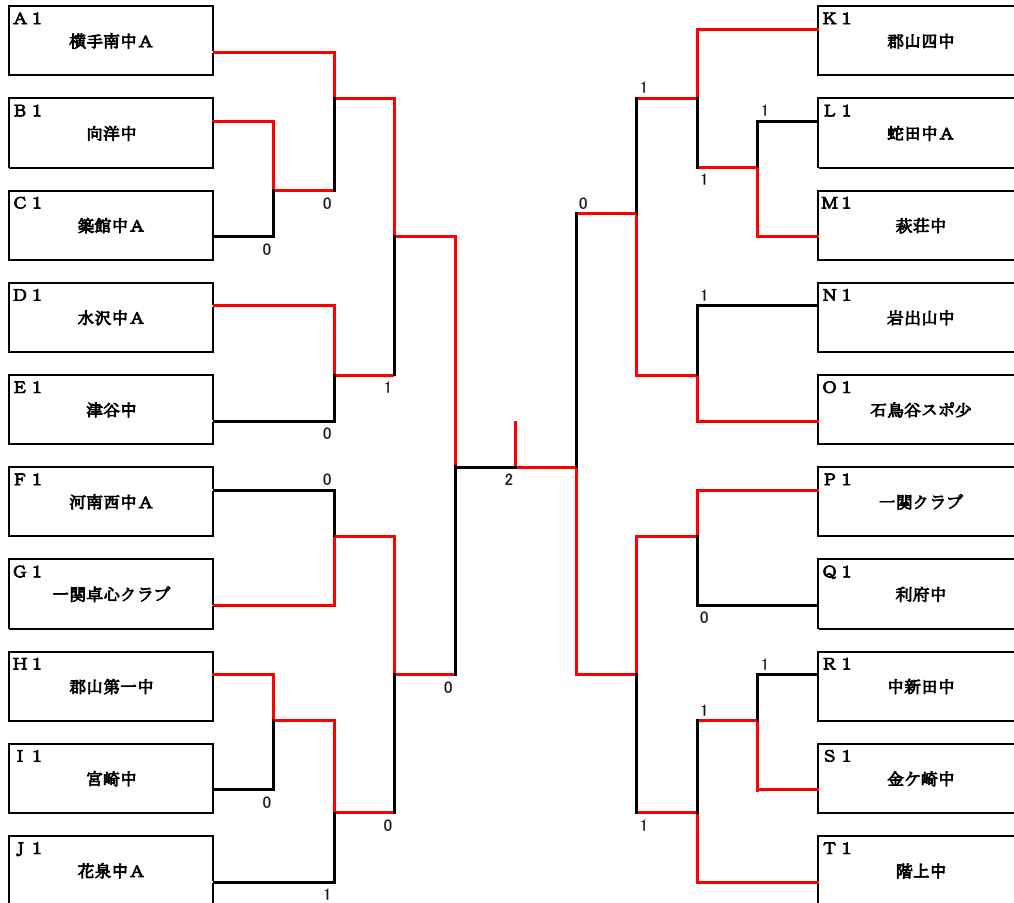 A 1
横手南中A
B 1
向洋中
C 1
築館中A
D 1
水沢中A
E 1
津谷中
F 1
河南西中A
G 1
一関卓心クラブ
H 1
郡山第一中
I 1
宮崎中
J 1
花泉中A
0
0
1
0
0
0
0
0
1
2
K 1
郡山四中
L 1
蛇田中A
M 1
萩荘中
N 1
岩出山中
O 1
石鳥谷スポ少
P 1
一関クラブ
Q 1
利府中
R 1
中新田中
S 1
金ケ崎中
T 1
階上中
1
1
1
0
1
0
1
1
1